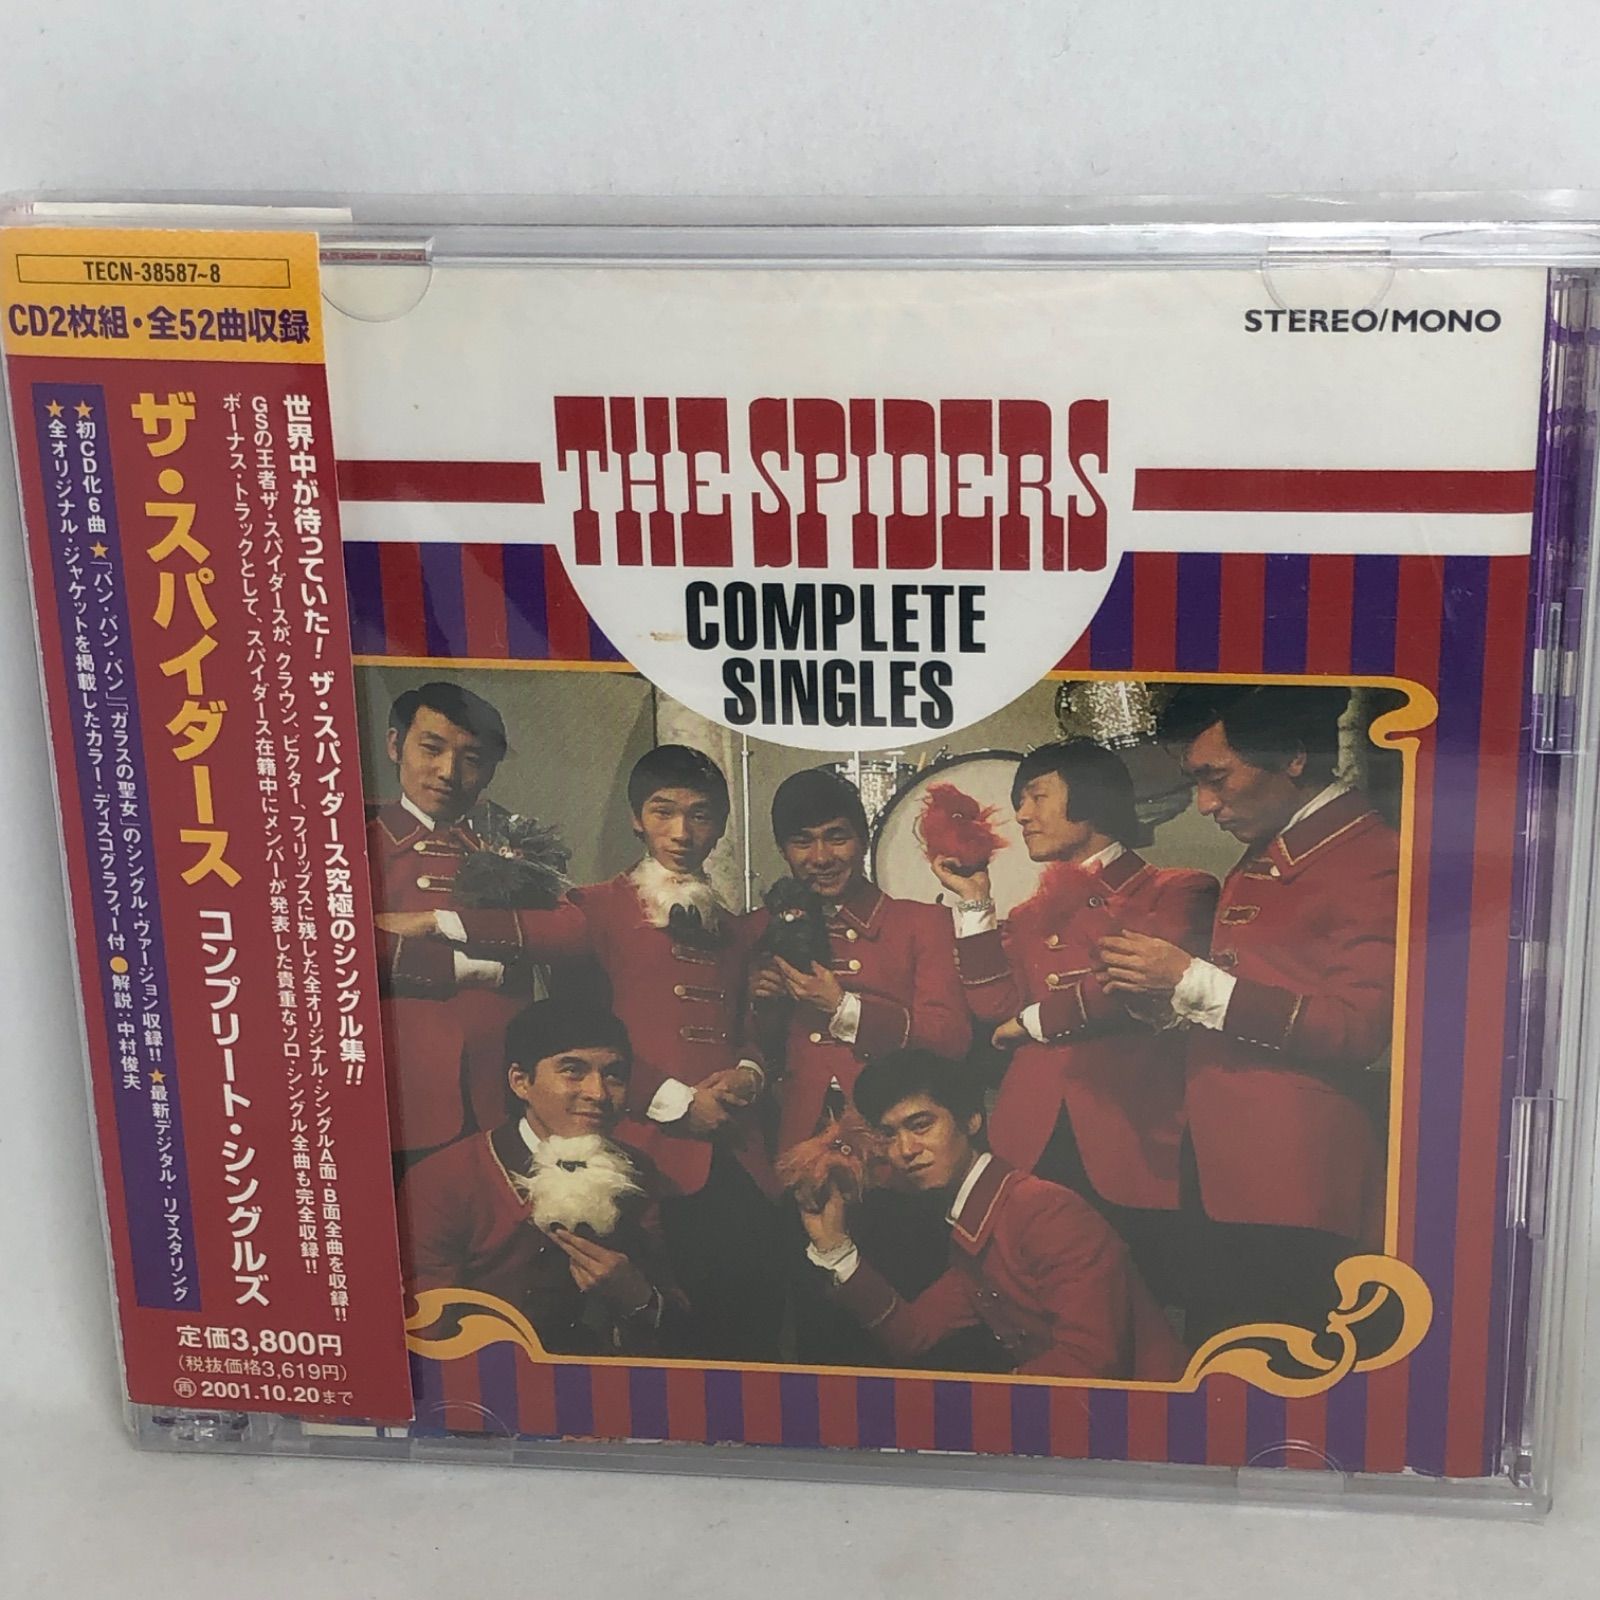 TECN-38587~8
CD2枚組・全52曲収録
世界中が待っていた! ザ・スパイダース究極のシングル集!!
GSの王者ザ・スパイダースが、クラウン、ビクター、フィリップスに残した全オリジナル・シングルA面・B面全曲を収録!!
ボーナス・トラックとして、スパイダース在籍中にメンバーが発表した貴重なソロ・シングル全曲も完全収録!!
ザ・スパイダース コンプリート・シングルズ
★初CD化6曲 ★「バン・バン・バン」「ガラスの聖女」のシングル・ヴァージョン収録!! ★最新デジタル・リマスタリング
★全オリジナル・ジャケットを掲載したカラー・ディスコグラフィー付 ●解説:中村俊夫
定価3,800円
(税抜価格3,619円)
再 2001.10.20まで
STEREO/MONO
THE SPIDERS
COMPLETE
SINGLES